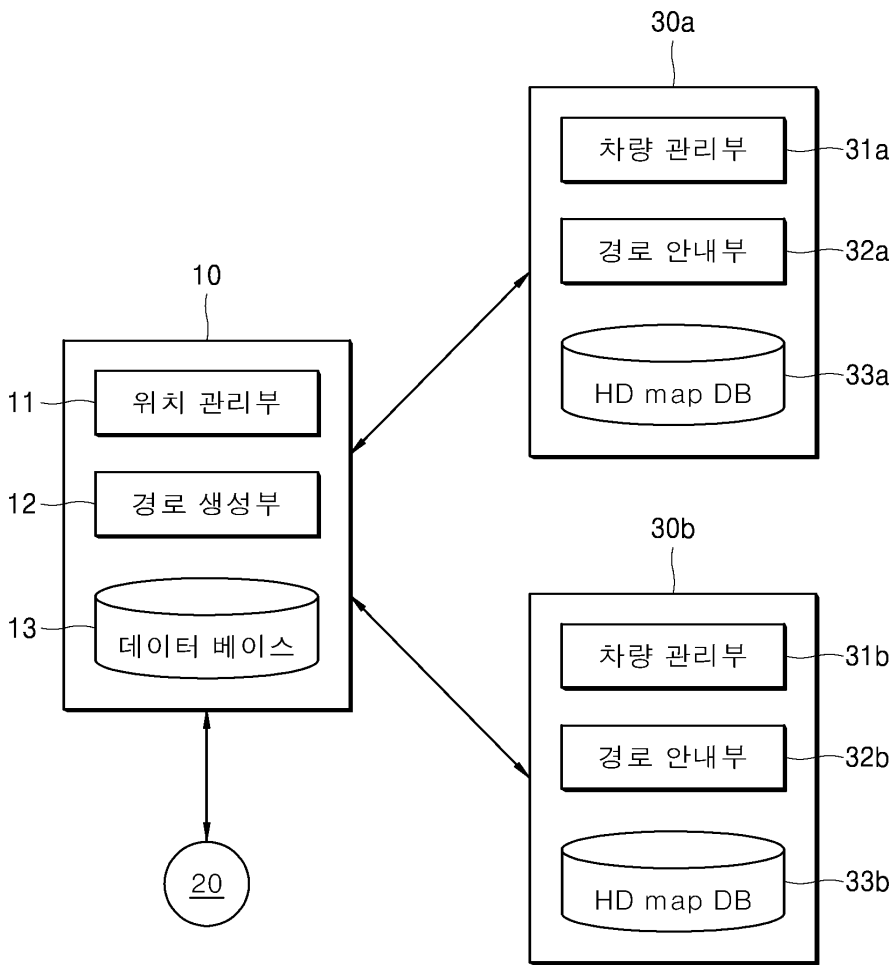 30a
차량 관리부
31a
경로 안내부
32a
HD map DB
33a
10
11
위치 관리부
12
경로 생성부
13
데이터 베이스
20
30b
차량 관리부
31b
경로 안내부
32b
HD map DB
33b